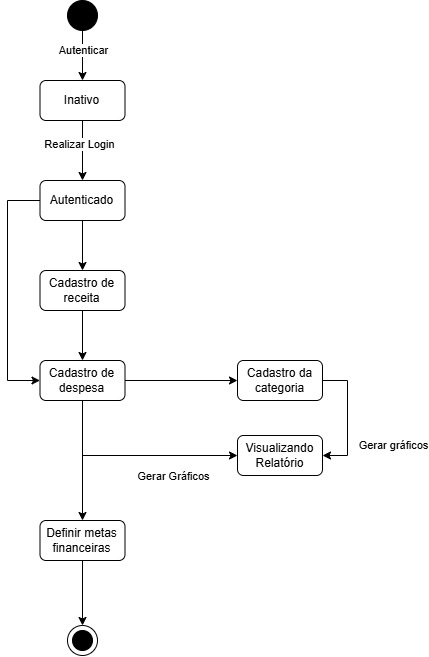 Autenticar
Inativo
Realizar Login
Autenticado
Cadastro de
receita
Cadastro de
despesa
Cadastro da
categoria
Visualizando
Relatório
Gerar gráficos
Gerar Gráficos
Definir metas
financeiras